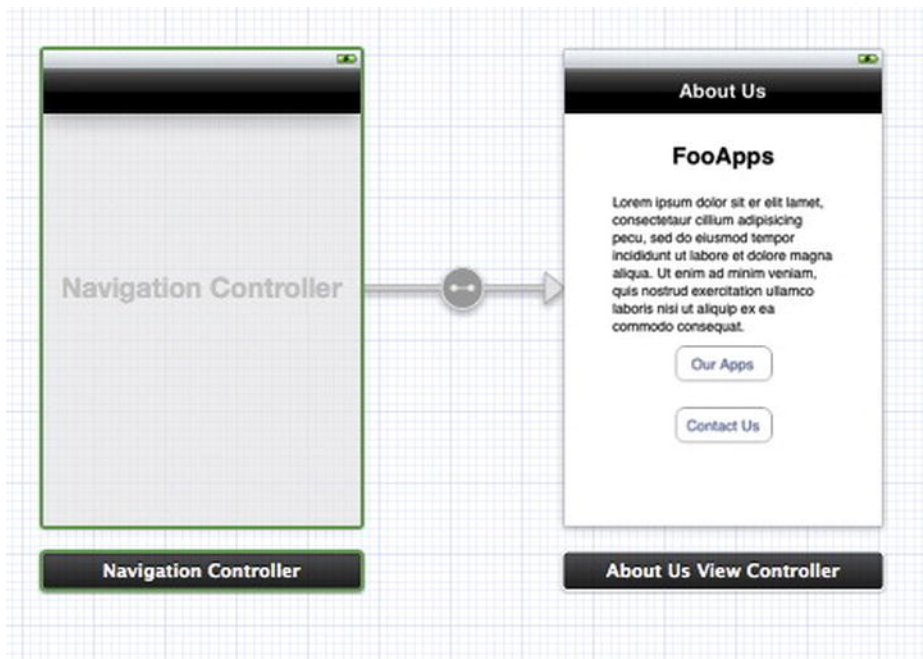 Navigation Controller
Navigation Controller
About Us
FooApps
Lorem ipsum dolor sit er elit lamet,
consectetaur cillium adipisicing
pecu, sed do eiusmod tempor
incididunt ut labore et dolore magna
aliqua. Ut enim ad minim veniam,
quis nostrud exercitation ullamco
laboris nisi ut aliquip ex ea
commodo consequat.
Our Apps
Contact Us
About Us View Controller